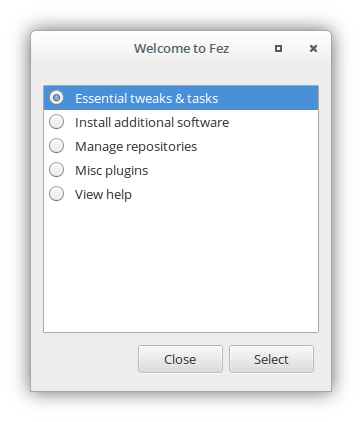 Welcome to Fez
Essential tweaks & tasks
Install additional software
Manage repositories
Misc plugins
View help
Close Select